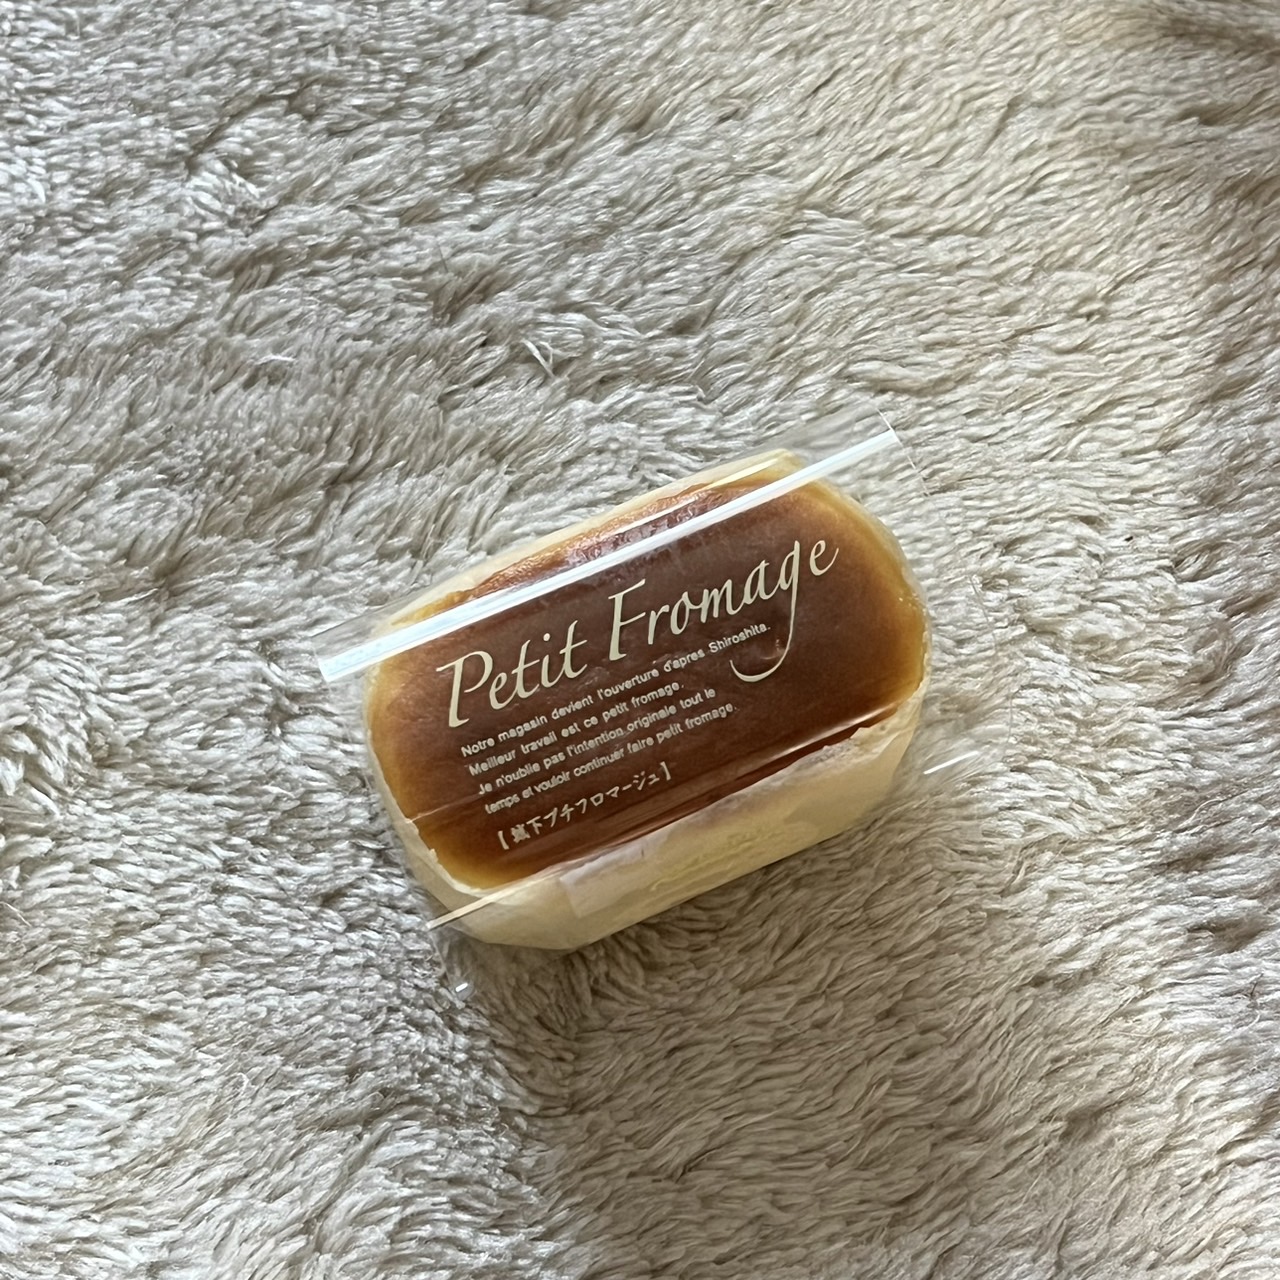 Petit Fromage
Notre magasin devient l'ouverture d'apres Shiroshita.
Meilleur travail est ce petit fromage.
Je n'oublie pas l'intention originale tout le
temps et vouloir continuer faire petit fromage.
【城下プチフロマージュ】